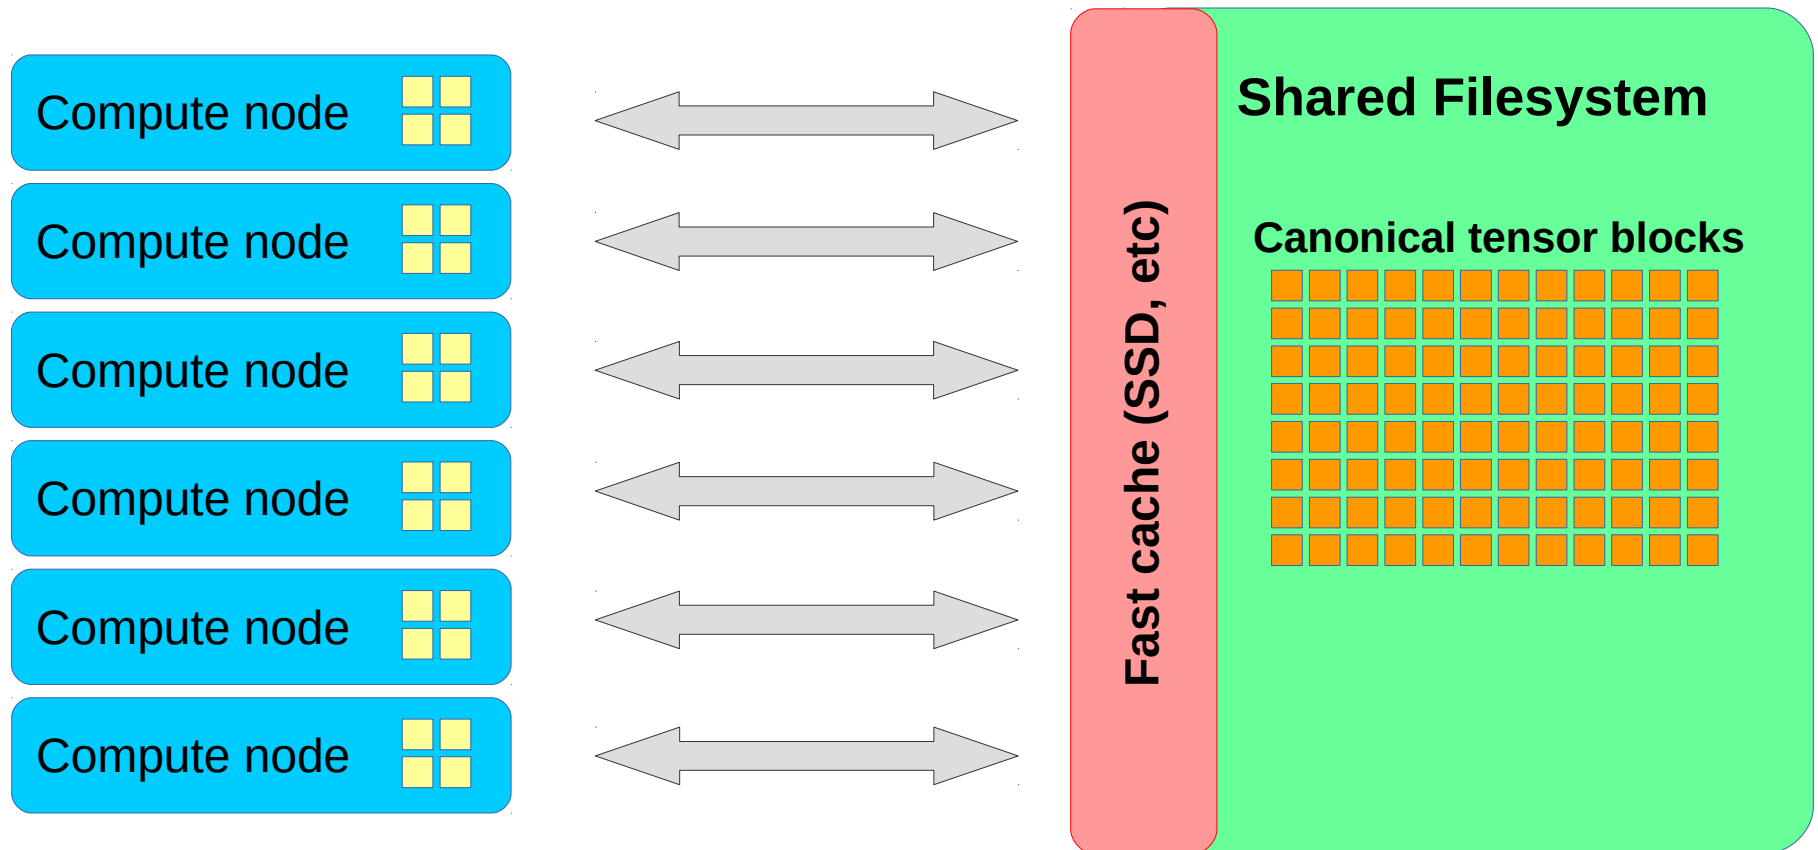 Compute node
Compute node
Compute node
Compute node
Compute node
Compute node
Fast cache (SSD, etc)
Shared Filesystem
Canonical tensor blocks